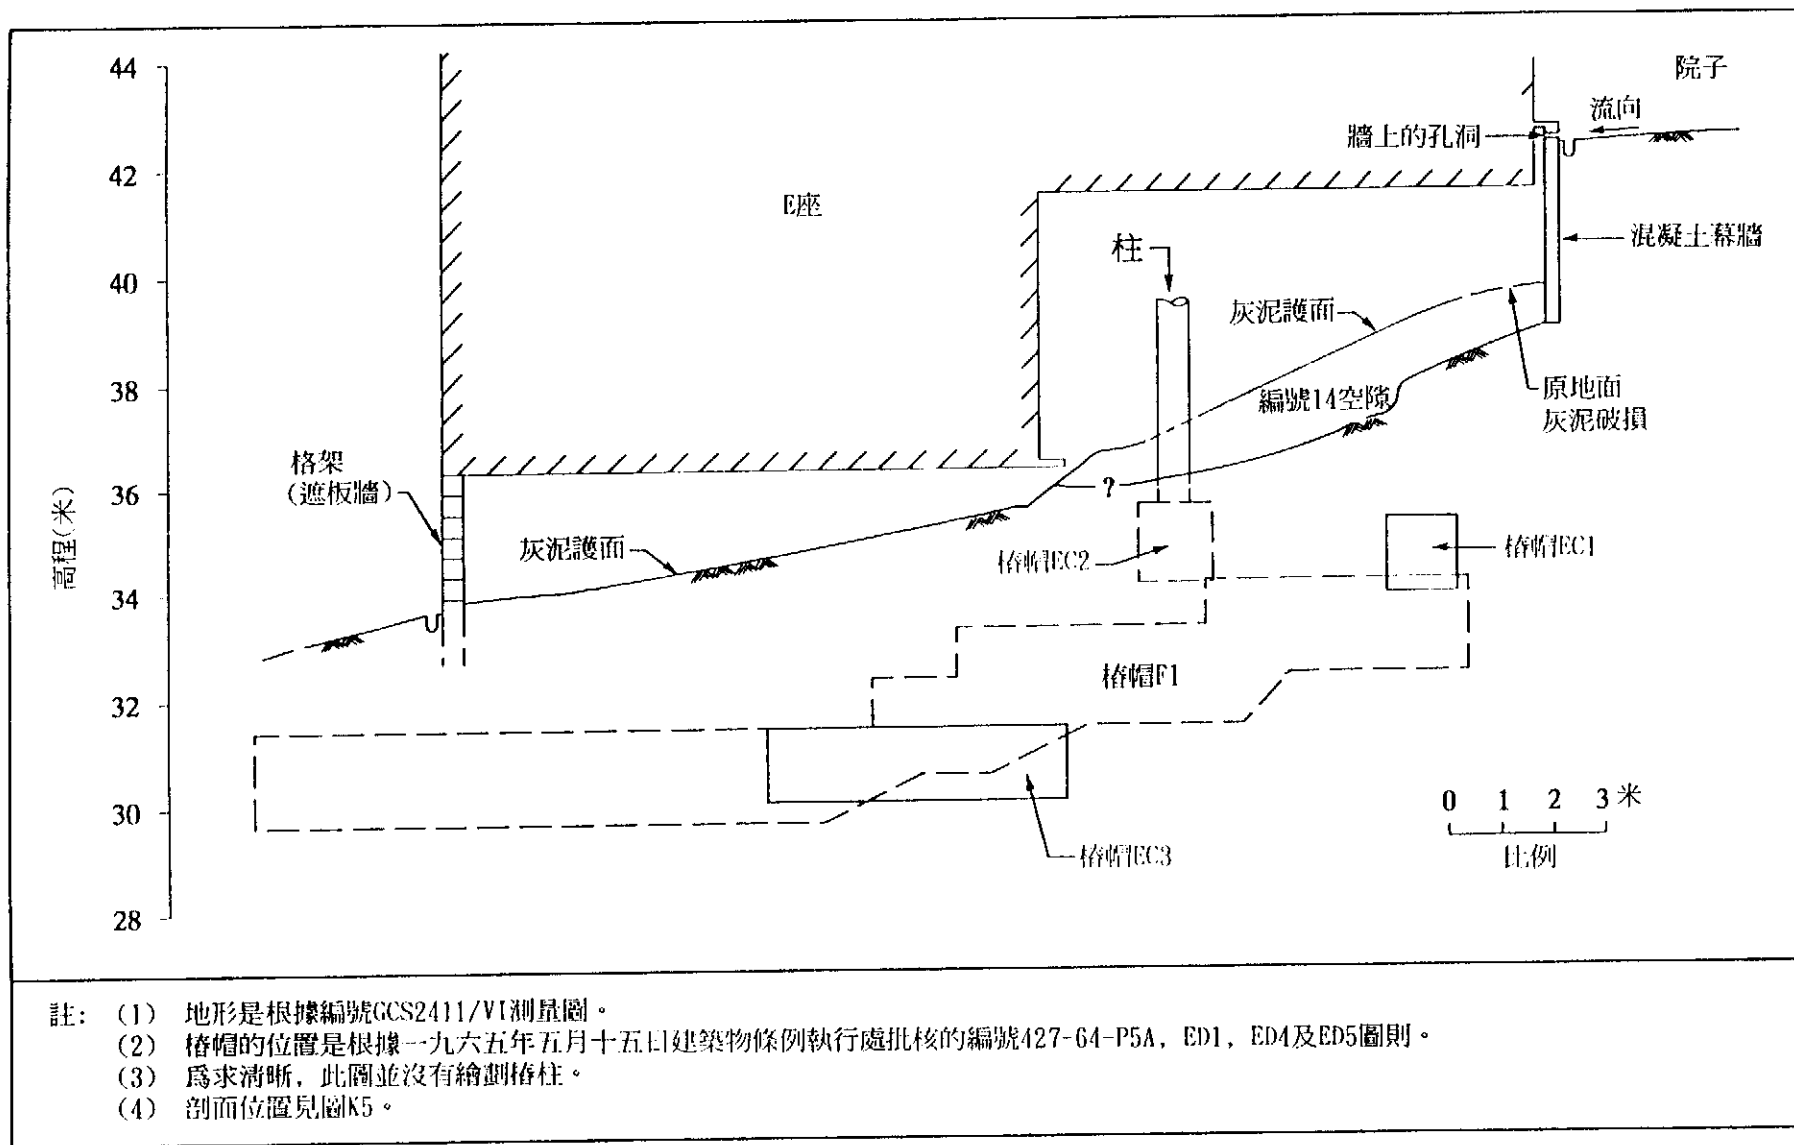 44
42
40
38
36
34
32
30
28
高程(米)
院子
流向
牆上的孔洞
E座
混凝土幕牆
柱
灰泥護面
原地面
灰泥破損
編號14空隙
格架
(遮板牆)
?
灰泥護面
樁帽EC2
樁帽EC1
樁帽F1
樁帽EC3
0 1 2 3 米
比例
註: (1) 地形是根據編號GCS2411/VI測量圖。
(2) 樁帽的位置是根據一九六五年五月十五日建築物條例執行處批核的編號427-64-P5A, ED1, ED4及ED5圖則。
(3) 爲求清晰, 此圖並沒有繪劃樁柱。
(4) 剖面位置見圖K5。